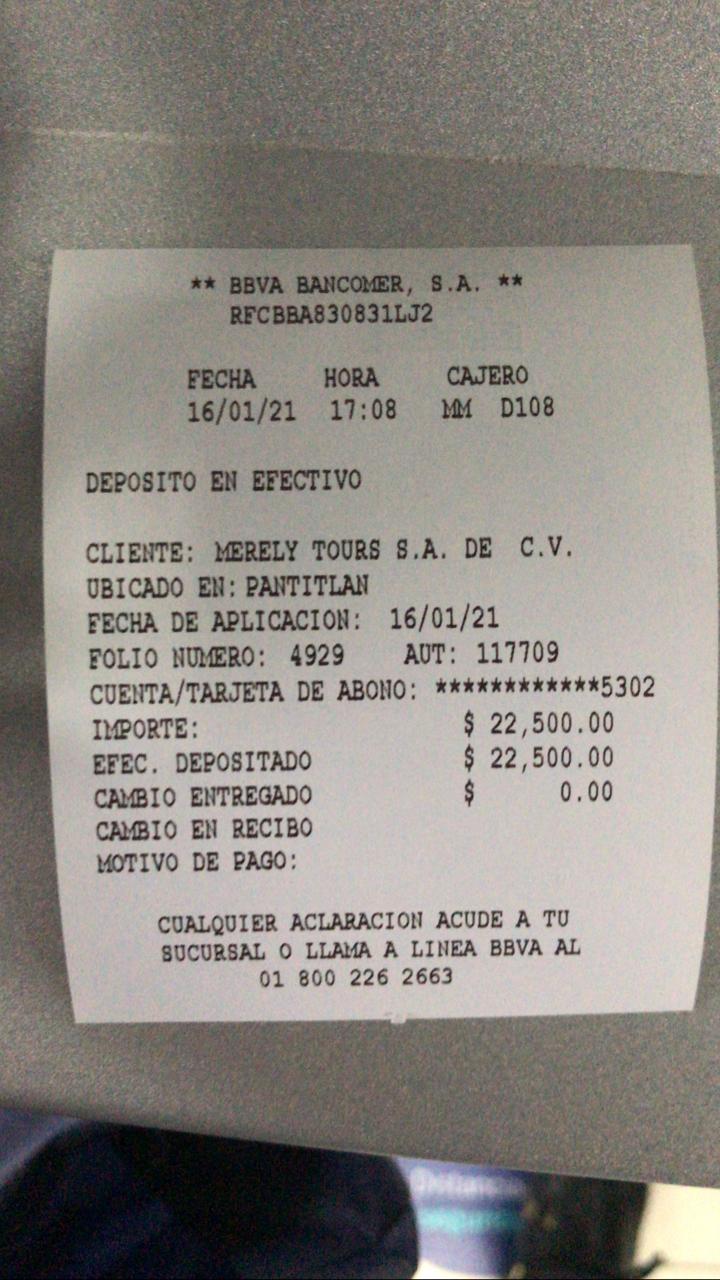 ** BBVA BANCOMER, S.A. **
RFCBBA830831LJ2
FECHA HORA CAJERO
16/01/21 17:08 MM D108
DEPOSITO EN EFECTIVO
CLIENTE: MERELY TOURS S.A. DE C.V.
UBICADO EN: PANTITLAN
FECHA DE APLICACION: 16/01/21
FOLIO NUMERO: 4929 AUT: 117709
CUENTA/TARJETA DE ABONO: ************5302
IMPORTE: $ 22,500.00
EFEC. DEPOSITADO $ 22,500.00
CAMBIO ENTREGADO $ 0.00
CAMBIO EN RECIBO
MOTIVO DE PAGO:
CUALQUIER ACLARACION ACUDE A TU
SUCURSAL O LLAMA A LINEA BBVA AL
01 800 226 2663